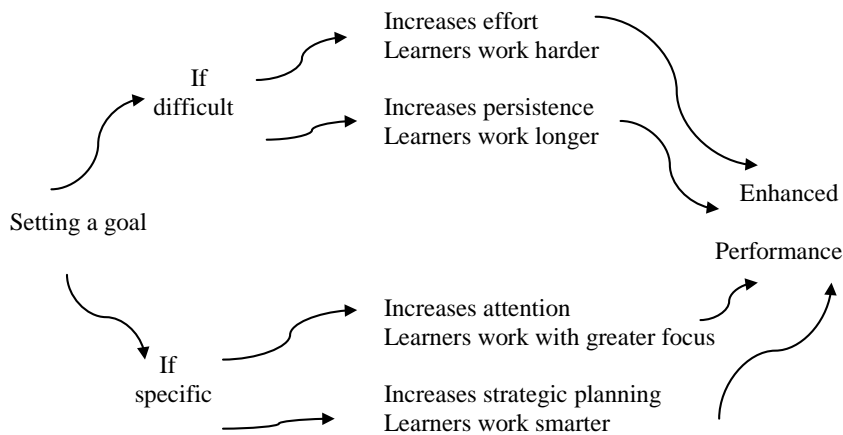 Setting a goal
If
difficult
Increases effort
Learners work harder
Increases persistence
Learners work longer
If
specific
Increases attention
Learners work with greater focus
Increases strategic planning
Learners work smarter
Enhanced
Performance